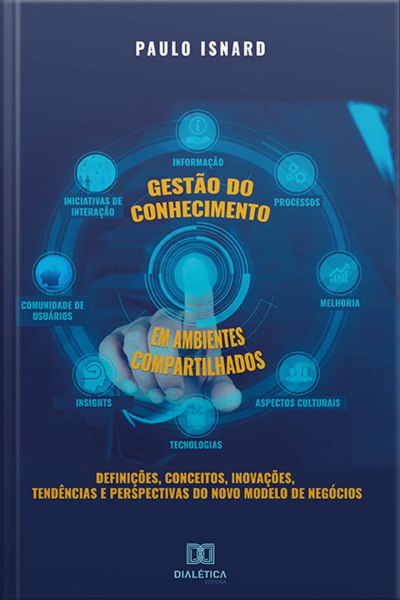 PAULO ISNARD
INFORMAÇÃO
INICIATIVAS DE
INTERAÇÃO
GESTÃO DO
CONHECIMENTO
PROCESSOS
COMUNIDADE DE
USUÁRIOS
MELHORIA
EM AMBIENTES
COMPARTILHADOS
INSIGHTS
ASPECTOS CULTURAIS
TECNOLOGIAS
DEFINIÇÕES, CONCEITOS, INOVAÇÕES,
TENDÊNCIAS E PERSPECTIVAS DO NOVO MODELO DE NEGÓCIOS
DIALÉTICA
EDITORA